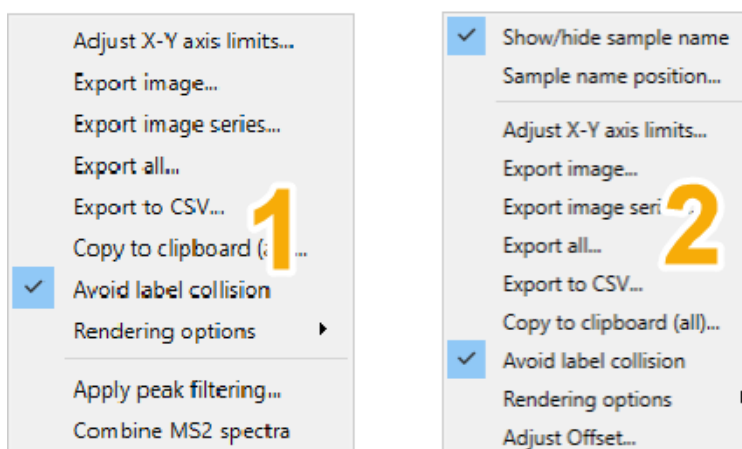 Adjust X-Y axis limits...
Export image...
Export image series...
Export all...
Export to CSV...
Copy to clipboard (a...
Avoid label collision
Rendering options
Apply peak filtering...
Combine MS2 spectra
1
Show/hide sample name
Sample name position...
Adjust X-Y axis limits...
Export image...
Export image seri
Export all...
Export to CSV...
Copy to clipboard (all)...
Avoid label collision
Rendering options
Adjust Offset...
2